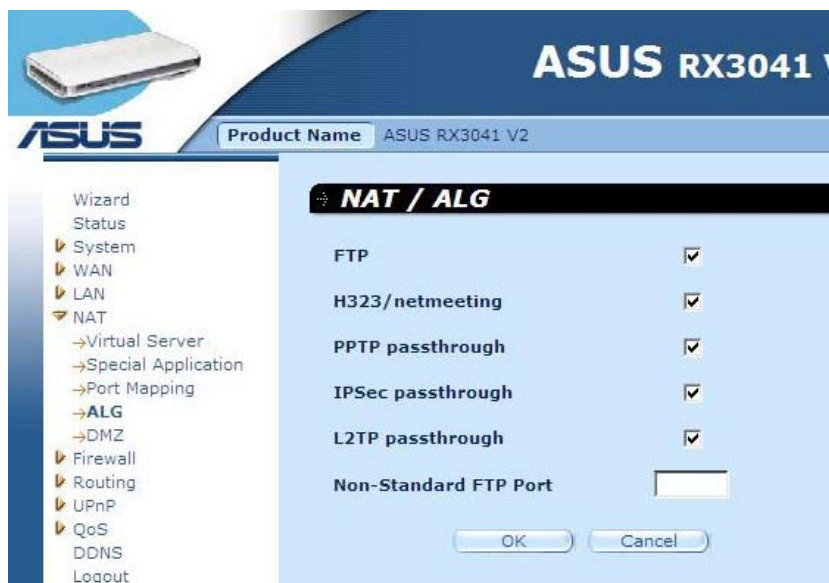 ASUS RX3041
ASUS
Product Name ASUS RX3041 V2
Wizard
Status
System
WAN
LAN
NAT
→Virtual Server
→Special Application
→Port Mapping
→ALG
→DMZ
Firewall
Routing
UPnP
QoS
DDNS
Logout
NAT / ALG
FTP
H323/netmeeting
PPTP passthrough
IPSec passthrough
L2TP passthrough
Non-Standard FTP Port
OK Cancel